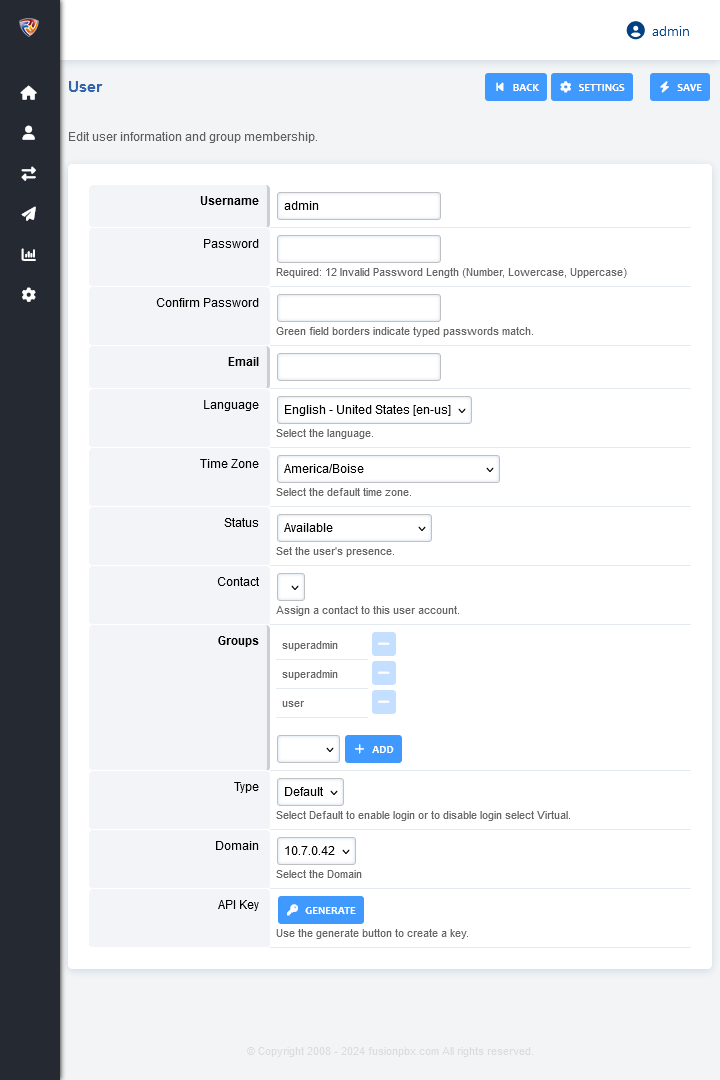 admin
User
BACK
SETTINGS
SAVE
Edit user information and group membership.
Username
admin
Password
Required: 12 Invalid Password Length (Number, Lowercase, Uppercase)
Confirm Password
Green field borders indicate typed passwords match.
Email
Language
English - United States [en-us]
Select the language.
Time Zone
America/Boise
Select the default time zone.
Status
Available
Set the user's presence.
Contact
Assign a contact to this user account.
Groups
superadmin
superadmin
user
ADD
Type
Default
Select Default to enable login or to disable login select Virtual.
Domain
10.7.0.42
Select the Domain
API Key
GENERATE
Use the generate button to create a key.
© Copyright 2008 - 2024 fusionpbx.com All rights reserved.